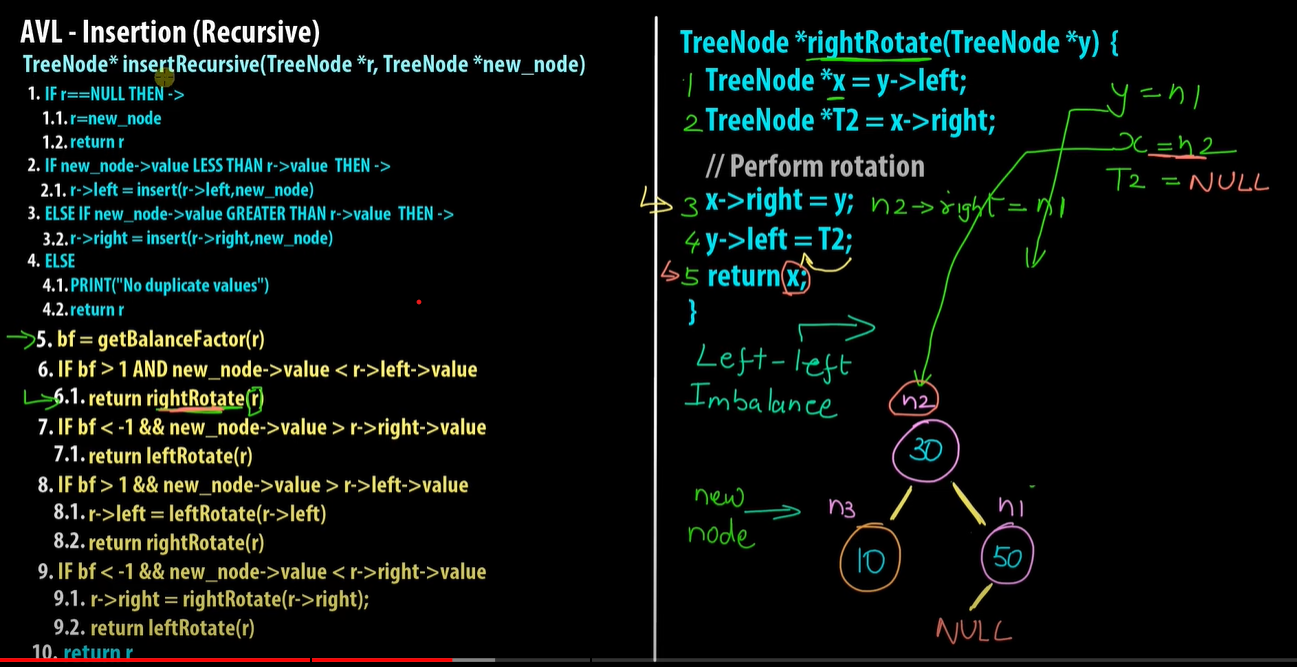 AVL - Insertion (Recursive)
TreeNode* insertRecursive(TreeNode *r, TreeNode *new_node)
1. IF r==NULL THEN ->
1.1. r=new_node
1.2. return r
2. IF new_node->value LESS THAN r->value THEN ->
2.1. r->left = insert(r->left,new_node)
3. ELSE IF new_node->value GREATER THAN r->value THEN ->
3.2. r->right = insert(r->right,new_node)
4. ELSE
4.1. PRINT("No duplicate values")
4.2. return r
5. bf = getBalanceFactor(r)
6. IF bf > 1 AND new_node->value < r->left->value
6.1. return rightRotate(r)
7. IF bf < -1 && new_node->value > r->right->value
7.1. return leftRotate(r)
8. IF bf > 1 && new_node->value > r->left->value
8.1. r->left = leftRotate(r->left)
8.2. return rightRotate(r)
9. IF bf < -1 && new_node->value < r->right->value
9.1. r->right = rightRotate(r->right);
9.2. return leftRotate(r)
10. return r
TreeNode *rightRotate(TreeNode *y) {
1 TreeNode *x = y->left;
2 TreeNode *T2 = x->right;
// Perform rotation
3 x->right = y; n2->right = n1
4 y->left = T2;
5 return x;
}
y = n1
x = n2
T2 = NULL
Left-left
Imbalance
n2
30
new
node
n3
n1
10
50
NULL